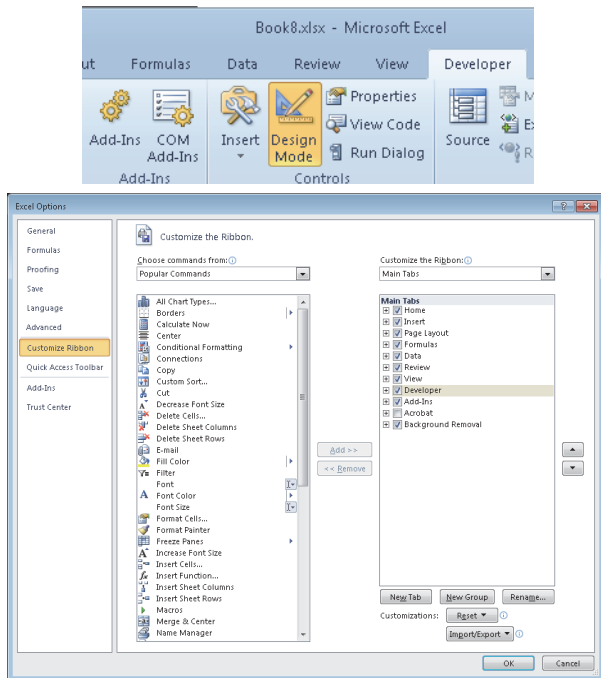 Book8.xlsx - Microsoft Excel
ut Formulas Data Review View Developer
Add-Ins COM Add-Ins Insert Design Mode Properties View Code Run Dialog Source
Add-Ins Controls
Excel Options
General
Formulas
Proofing
Save
Language
Advanced
Customize Ribbon
Quick Access Toolbar
Add-Ins
Trust Center
Customize the Ribbon.
Choose commands from:
Popular Commands
All Chart Types...
Borders
Calculate Now
Center
Conditional Formatting
Connections
Copy
Custom Sort...
Cut
Decrease Font Size
Delete Cells...
Delete Sheet Columns
Delete Sheet Rows
E-mail
Fill Color
Filter
Font
Font Color
Font Size
Format Cells...
Format Painter
Freeze Panes
Increase Font Size
Insert Cells...
Insert Function...
Insert Sheet Columns
Insert Sheet Rows
Macros
Merge & Center
Name Manager
Add >>
<< Remove
Customize the Ribbon:
Main Tabs
Main Tabs
Home
Insert
Page Layout
Formulas
Data
Review
View
Developer
Add-Ins
Acrobat
Background Removal
New Tab New Group Rename...
Customizations: Reset
Import/Export
OK Cancel